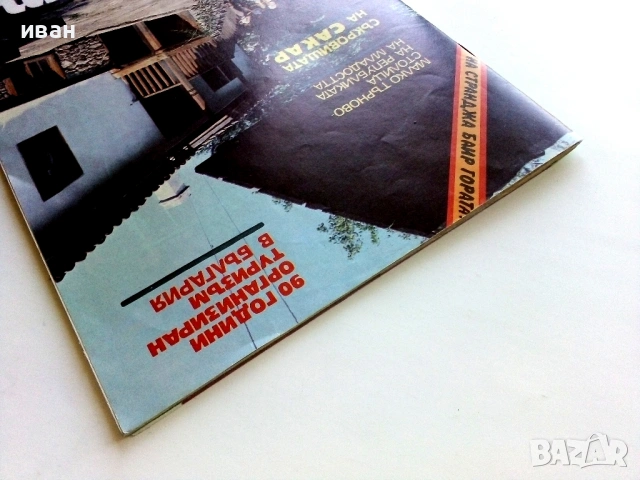 иван
СЪКРОВИЩАТА
НА САКАР
МАЛКО ТЪРНОВО-
СТОЛИЦА
НА РЕПУБЛИКАТА
НА МЛАДОСТТА
НА СТРАНДЖА БАИР ГОРАТА
90 ГОДИНИ
ОРГАНИЗИРАН
ТУРИЗЪМ
В БЪЛГАРИЯ
BAZAR